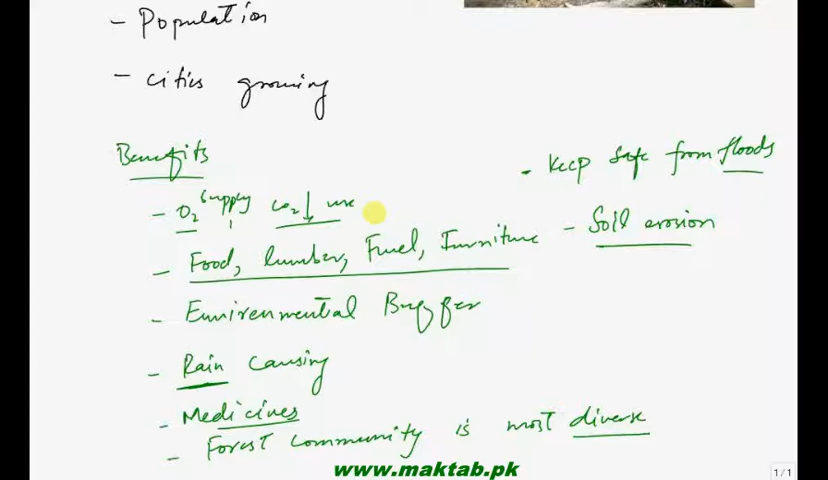 - Population
- Cities growing
Benefits
- Keep safe from floods
- O₂ supply CO₂↓ use
- Food, lumber, Fuel, Furniture - Soil erosion
- Environmental Buffer
- Rain causing
- Medicines
- Forest community is most diverse
www.maktab.pk
1/1